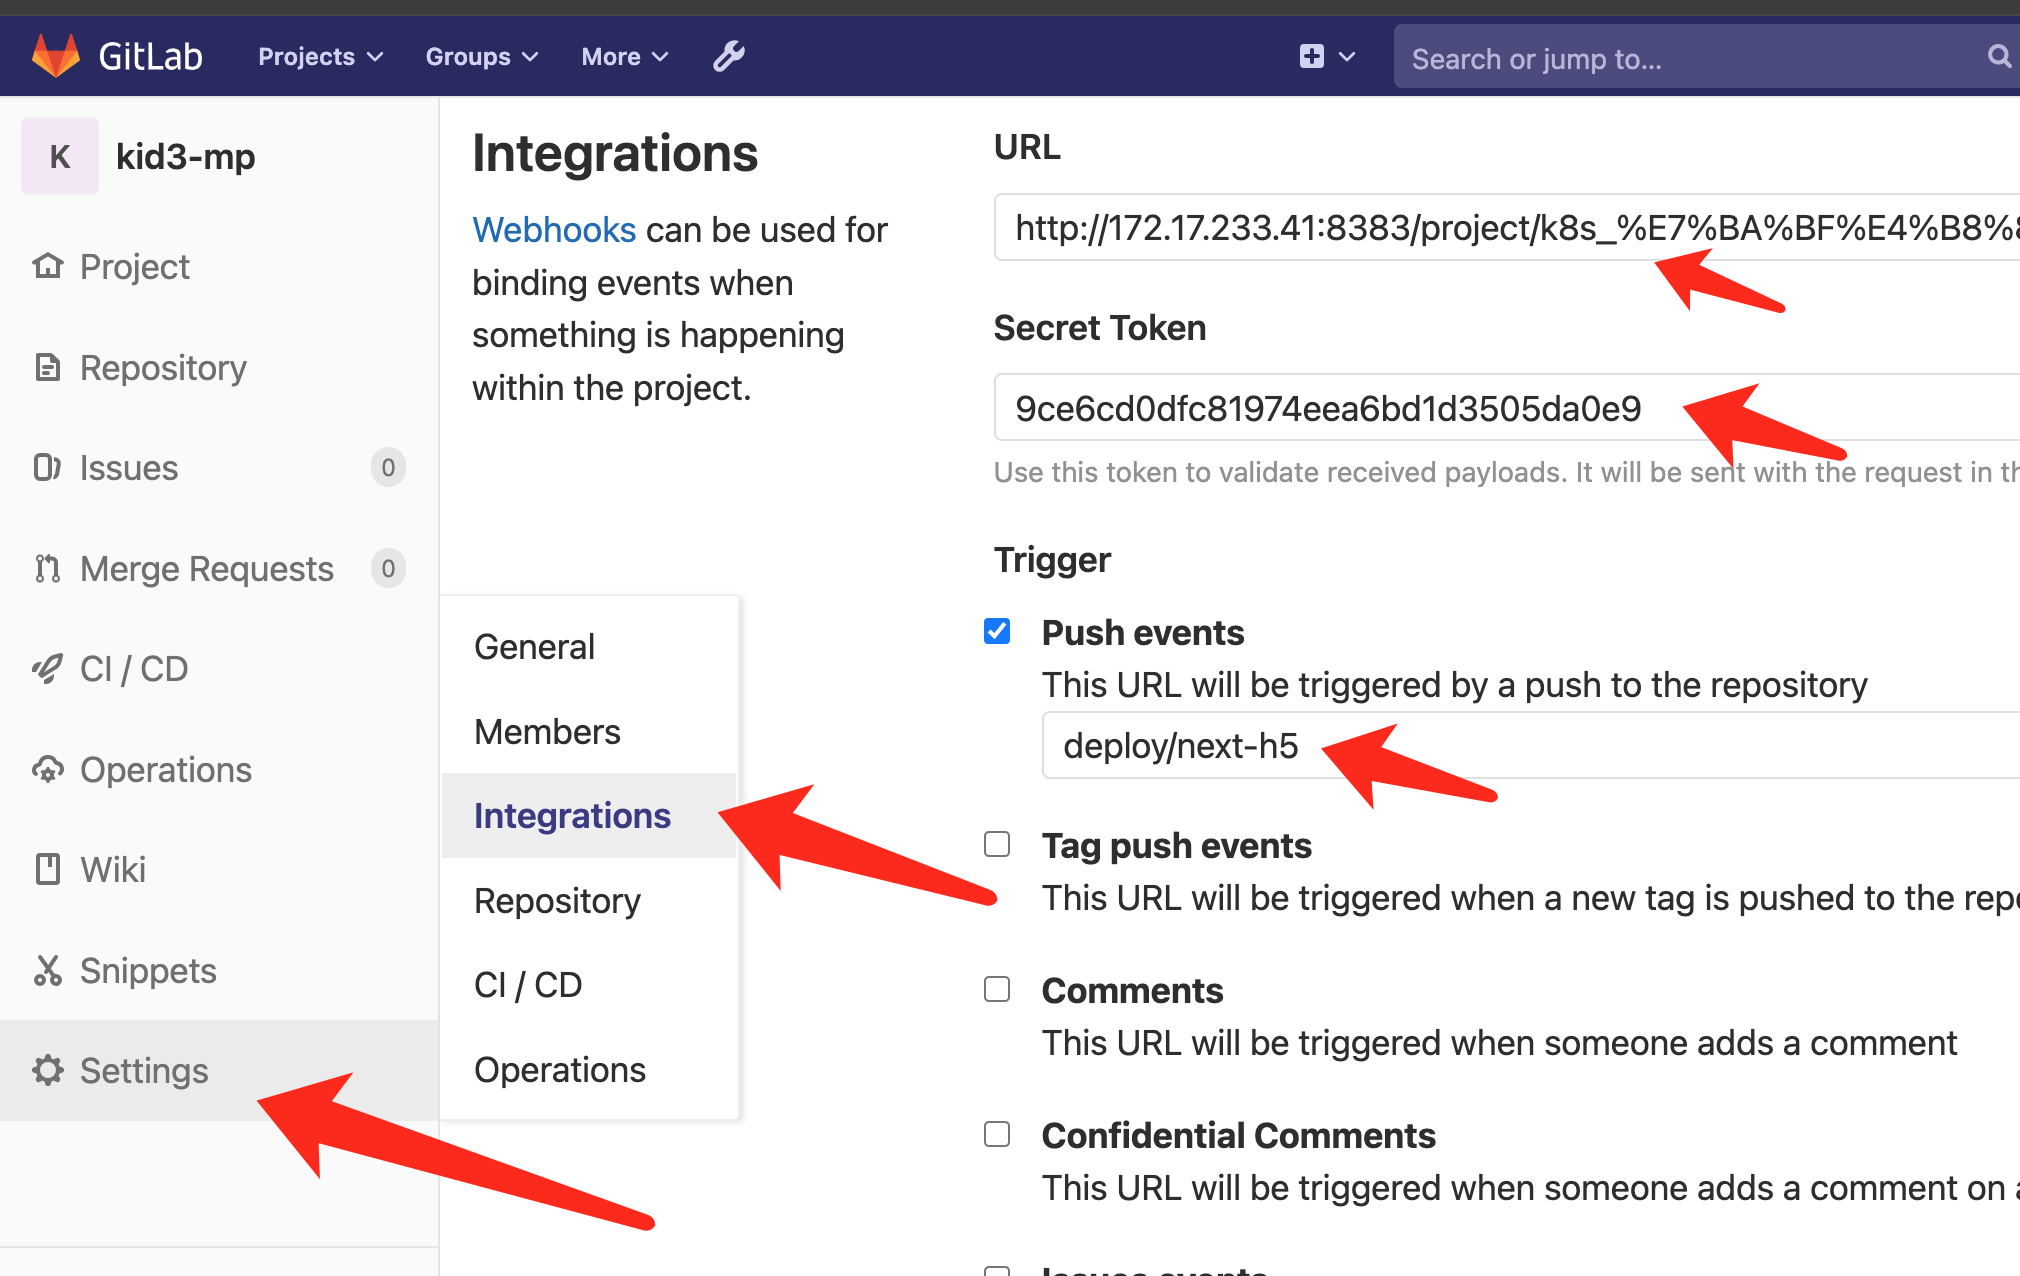 GitLab
Projects
Groups
More
Search or jump to...
K
kid3-mp
Project
Repository
Issues
0
Merge Requests
0
CI / CD
Operations
Wiki
Snippets
Settings
General
Members
Integrations
Repository
CI / CD
Operations
Integrations
Webhooks can be used for
binding events when
something is happening
within the project.
URL
http://172.17.233.41:8383/project/k8s_%E7%BA%BF%E4%B8%
Secret Token
9ce6cd0dfc81974eea6bd1d3505da0e9
Use this token to validate received payloads. It will be sent with the request in th
Trigger
Push events
This URL will be triggered by a push to the repository
deploy/next-h5
Tag push events
This URL will be triggered when a new tag is pushed to the repo
Comments
This URL will be triggered when someone adds a comment
Confidential Comments
This URL will be triggered when someone adds a comment on a
Issues events